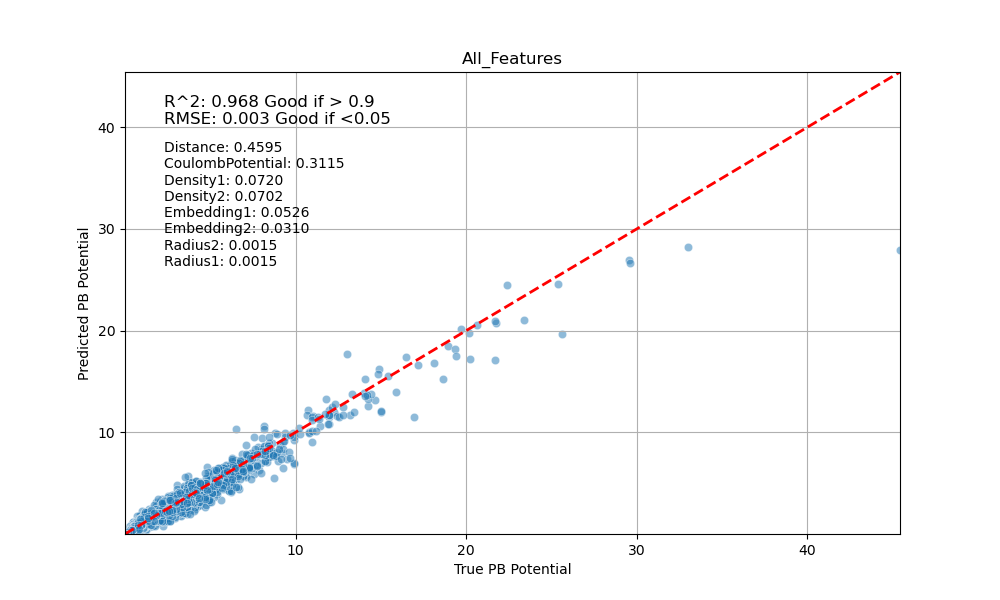 All_Features
R^2: 0.968 Good if > 0.9
RMSE: 0.003 Good if <0.05
Distance: 0.4595
CoulombPotential: 0.3115
Density1: 0.0720
Density2: 0.0702
Embedding1: 0.0526
Embedding2: 0.0310
Radius2: 0.0015
Radius1: 0.0015
Predicted PB Potential
40
30
20
10
10
20
30
40
True PB Potential